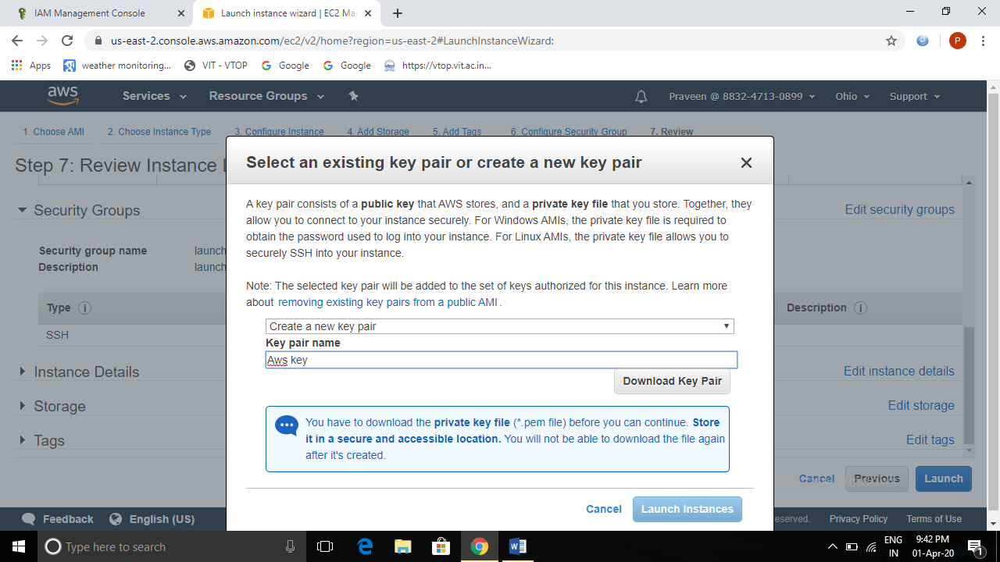 IAM Management Console
Launch instance wizard | EC2 Ma
us-east-2.console.aws.amazon.com/ec2/v2/home?region=us-east-2#LaunchInstanceWizard:
P
Apps
weather monitoring...
VIT - VTOP
Google
Google
https://vtop.vit.ac.in...
aws
Services
Resource Groups
Praveen @ 8832-4713-0899
Ohio
Support
1. Choose AMI
2. Choose Instance Type
3. Configure Instance
4. Add Storage
5. Add Tags
6. Configure Security Group
7. Review
Step 7: Review Instance
Security Groups
Edit security groups
Security group name
launch
Description
launch
Type
Description
SSH
Instance Details
Edit instance details
Storage
Edit storage
Tags
Edit tags
Select an existing key pair or create a new key pair
A key pair consists of a public key that AWS stores, and a private key file that you store. Together, they
allow you to connect to your instance securely. For Windows AMIs, the private key file is required to
obtain the password used to log into your instance. For Linux AMIs, the private key file allows you to
securely SSH into your instance.
Note: The selected key pair will be added to the set of keys authorized for this instance. Learn more
about removing existing key pairs from a public AMI .
Create a new key pair
Key pair name
Aws key
Download Key Pair
You have to download the private key file (*.pem file) before you can continue. Store
it in a secure and accessible location. You will not be able to download the file again
after it's created.
Cancel
Launch Instances
Cancel
Previous
Launch
Feedback
English (US)
eserved.
Privacy Policy
Terms of Use
Type here to search
ENG
IN
9:42 PM
01-Apr-20
1